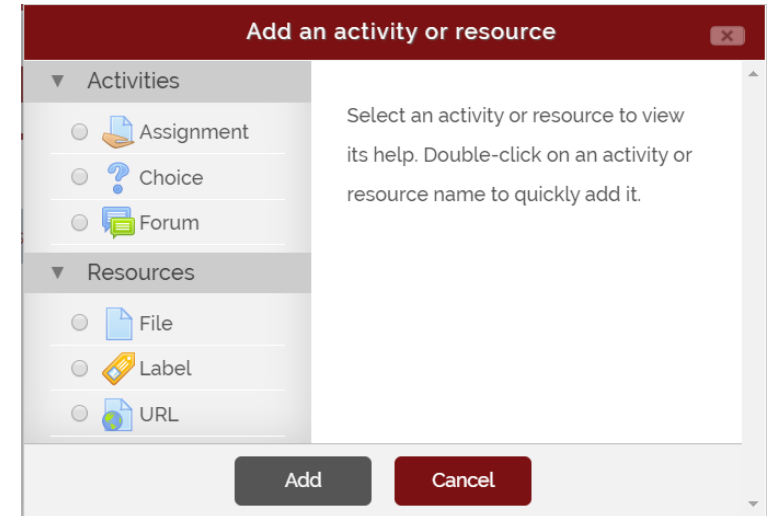 Add an activity or resource
Activities
Assignment
Choice
Forum
Resources
File
Label
URL
Select an activity or resource to view
its help. Double-click on an activity or
resource name to quickly add it.
Add
Cancel